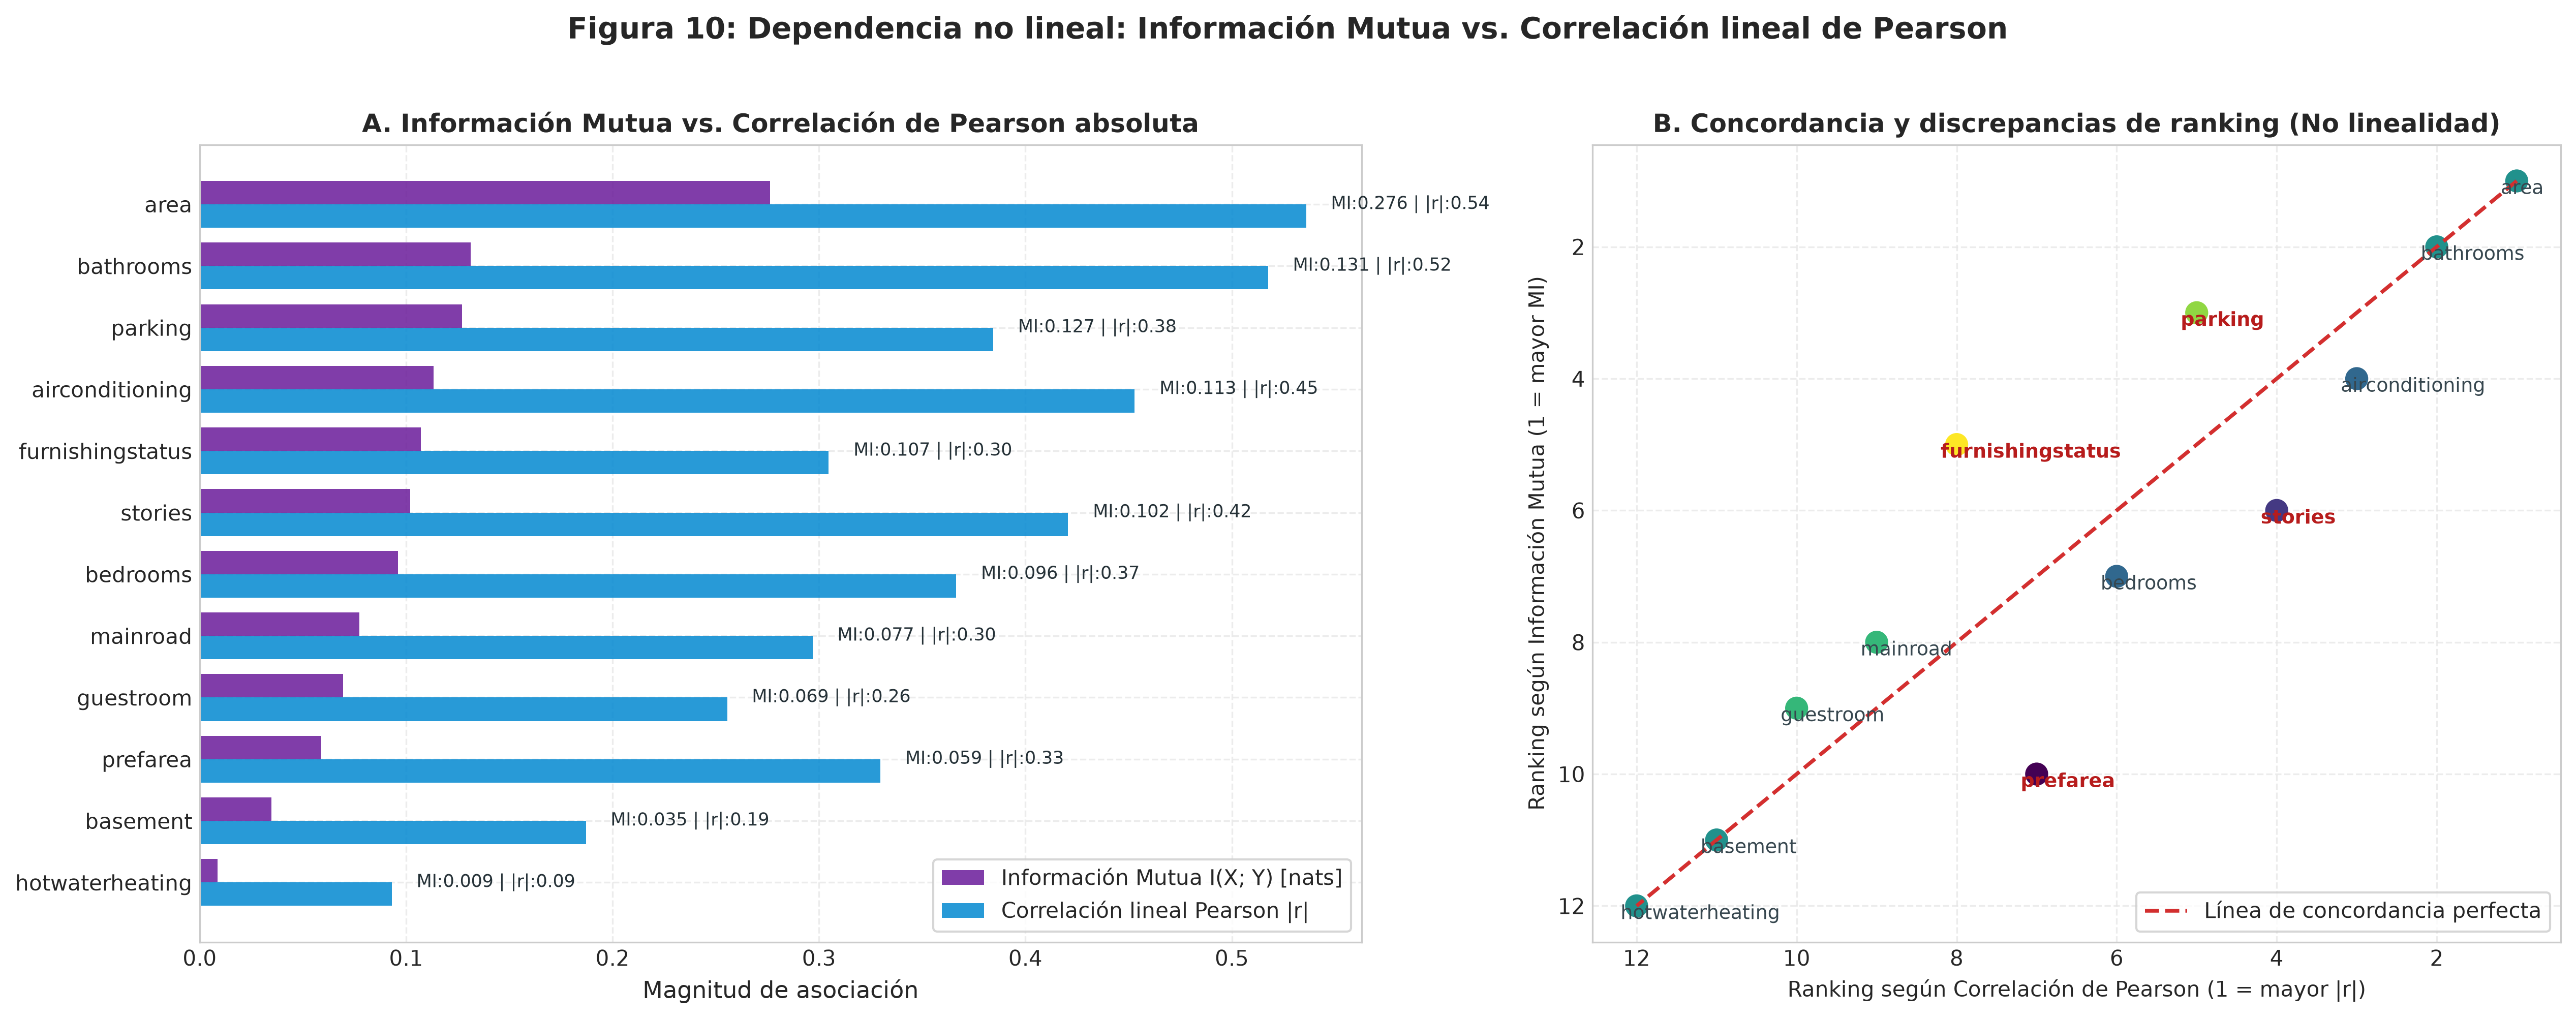 Figura 10: Dependencia no lineal: Información Mutua vs. Correlación lineal de Pearson
A. Información Mutua vs. Correlación de Pearson absoluta
area
MI:0.276 | |r|:0.54
bathrooms
MI:0.131 | |r|:0.52
parking
MI:0.127 | |r|:0.38
airconditioning
MI:0.113 | |r|:0.45
furnishingstatus
MI:0.107 | |r|:0.30
stories
MI:0.102 | |r|:0.42
bedrooms
MI:0.096 | |r|:0.37
mainroad
MI:0.077 | |r|:0.30
guestroom
MI:0.069 | |r|:0.26
prefarea
MI:0.059 | |r|:0.33
basement
MI:0.035 | |r|:0.19
hotwaterheating
MI:0.009 | |r|:0.09
Información Mutua I(X; Y) [nats]
Correlación lineal Pearson |r|
0.0 0.1 0.2 0.3 0.4 0.5
Magnitud de asociación
B. Concordancia y discrepancias de ranking (No linealidad)
Ranking según Información Mutua (1 = mayor MI)
2
4
6
8
10
12
area
bathrooms
parking
airconditioning
furnishingstatus
stories
bedrooms
mainroad
guestroom
prefarea
basement
hotwaterheating
Línea de concordancia perfecta
12 10 8 6 4 2
Ranking según Correlación de Pearson (1 = mayor |r|)